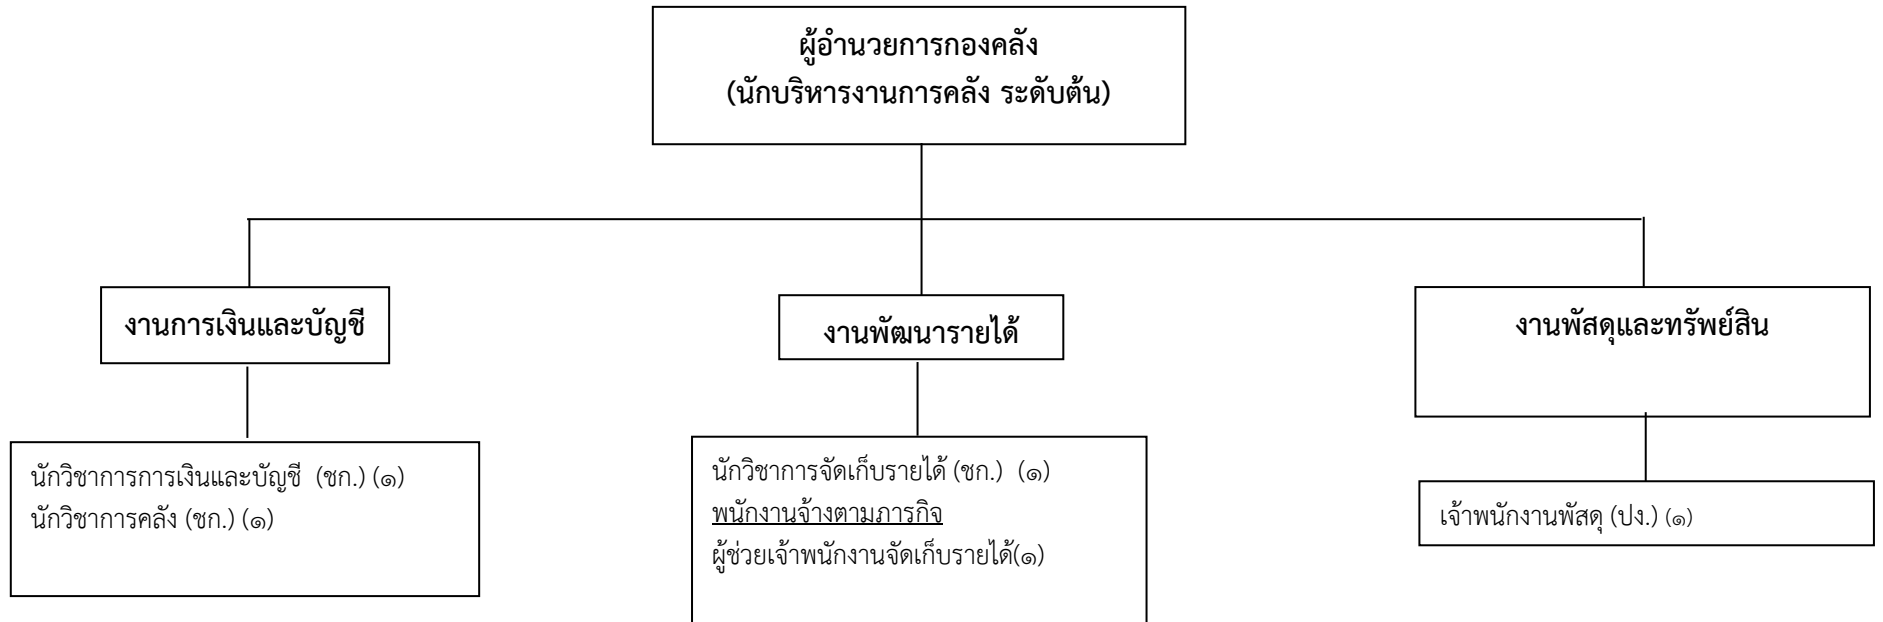 ผู้อำนวยการกองคลัง
(นักบริหารงานการคลัง ระดับต้น)
งานการเงินและบัญชี
งานพัฒนารายได้
งานพัสดุและทรัพย์สิน
นักวิชาการการเงินและบัญชี (ชก.) (๑)
นักวิชาการคลัง (ชก.) (๑)
นักวิชาการจัดเก็บรายได้ (ชก.) (๑)
พนักงานจ้างตามภารกิจ
ผู้ช่วยเจ้าพนักงานจัดเก็บรายได้(๑)
เจ้าพนักงานพัสดุ (ปง.) (๑)